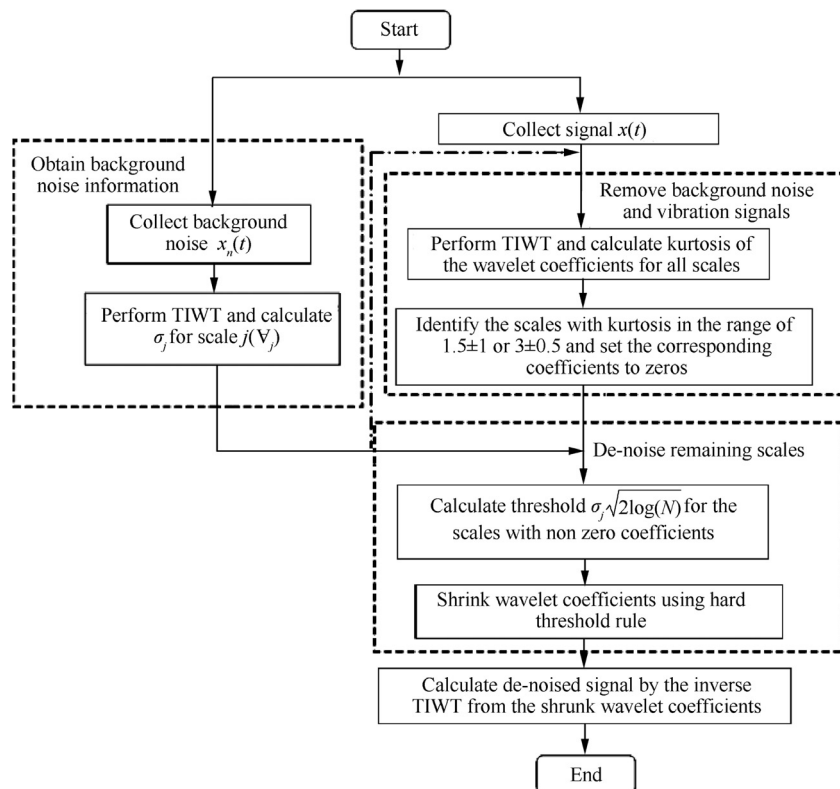 Start
Collect signal x(t)
Obtain background
noise information
Collect background
noise xₙ(t)
Perform TIWT and calculate
σⱼ for scale j(∀ⱼ)
Remove background noise
and vibration signals
Perform TIWT and calculate kurtosis of
the wavelet coefficients for all scales
Identify the scales with kurtosis in the range of
1.5±1 or 3±0.5 and set the corresponding
coefficients to zeros
De-noise remaining scales
Calculate threshold σⱼ√2log(N) for the
scales with non zero coefficients
Shrink wavelet coefficients using hard
threshold rule
Calculate de-noised signal by the inverse
TIWT from the shrunk wavelet coefficients
End